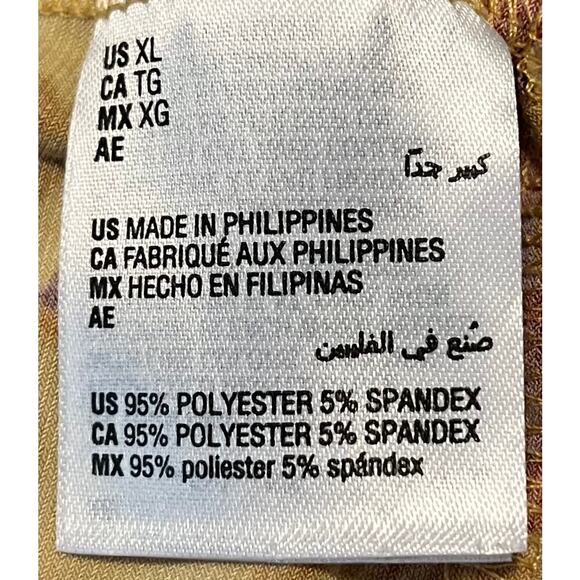 US XL
CA TG
MX XG
AE
كبير جداً
US MADE IN PHILIPPINES
CA FABRIQUÉ AUX PHILIPPINES
MX HECHO EN FILIPINAS
AE
صُنع في الفلبين
US 95% POLYESTER 5% SPANDEX
CA 95% POLYESTER 5% SPANDEX
MX 95% poliester 5% spándex